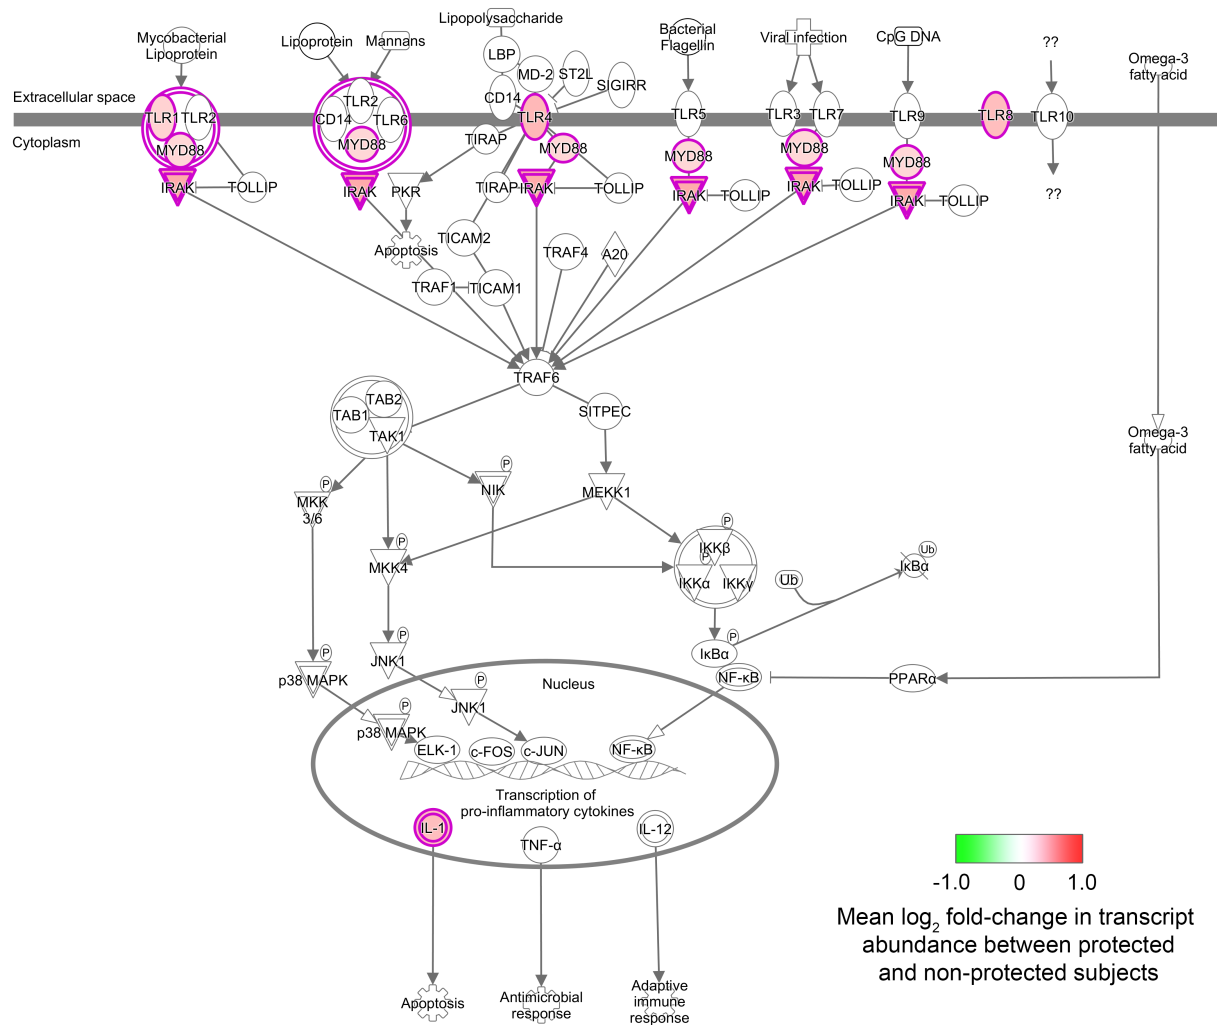 Lipopolysaccharide
Mycobacterial
Lipoprotein
Lipoprotein
Mannans
LBP
MD-2
ST2L
SIGIRR
Bacterial
Flagellin
Viral infection
CpG DNA
??
Omega-3
fatty acid
Extracellular space
Cytoplasm
TLR1
TLR2
MYD88
IRAK
TOLLIP
TLR2
CD14
TLR6
MYD88
IRAK
CD14
TLR4
TIRAP
MYD88
PKR
TIRAP
IRAK
TOLLIP
Apoptosis
TICAM2
TRAF1
TICAM1
TRAF4
A20
TLR5
MYD88
IRAK
TOLLIP
TLR3
TLR7
MYD88
IRAK
TOLLIP
TLR9
MYD88
IRAK
TOLLIP
TLR8
TLR10
??
TRAF6
TAB2
TAB1
TAK1
SITPEC
Omega-3
fatty acid
P
MKK
3/6
P
NIK
MEKK1
P
MKK4
P
IKKβ
P
IKKα
IKKγ
Ub
Ub
IκBα
P
p38 MAPK
P
JNK1
P
IκBα
NF-κB
PPARα
Nucleus
P
JNK1
P
p38 MAPK
ELK-1
c-FOS
c-JUN
NF-κB
Transcription of
pro-inflammatory cytokines
IL-1
TNF-α
IL-12
Apoptosis
Antimicrobial
response
Adaptive
immune
response
-1.0
0
1.0
Mean log2 fold-change in transcript
abundance between protected
and non-protected subjects